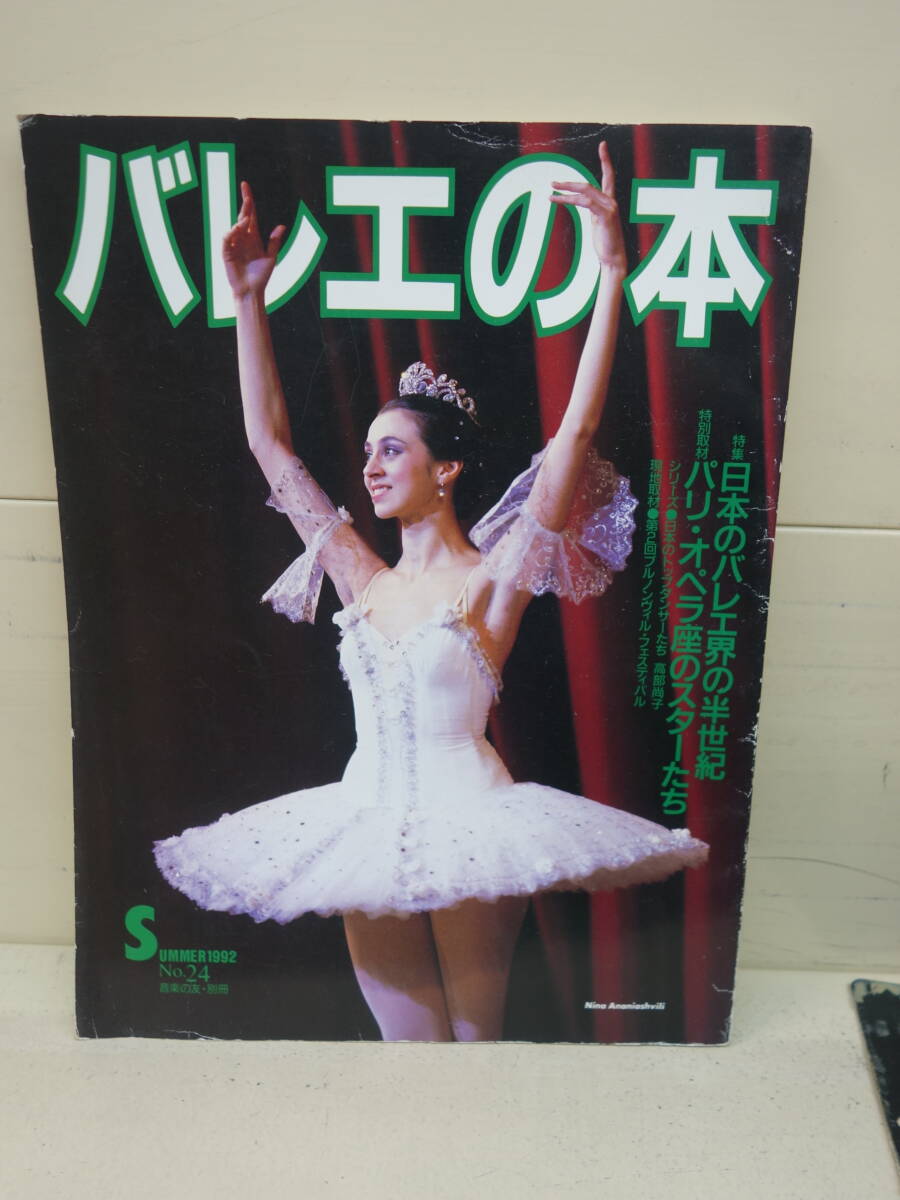 バレエの本
特集 日本のバレエ界の半世紀
特別取材 パリ・オペラ座のスターたち
シリーズ●日本のトップダンサーたち 高部尚子
現地取材●第2回ブルノンヴィル・フェスティバル
SUMMER1992
No.24
音楽の友・別冊
Nina Ananiashvili